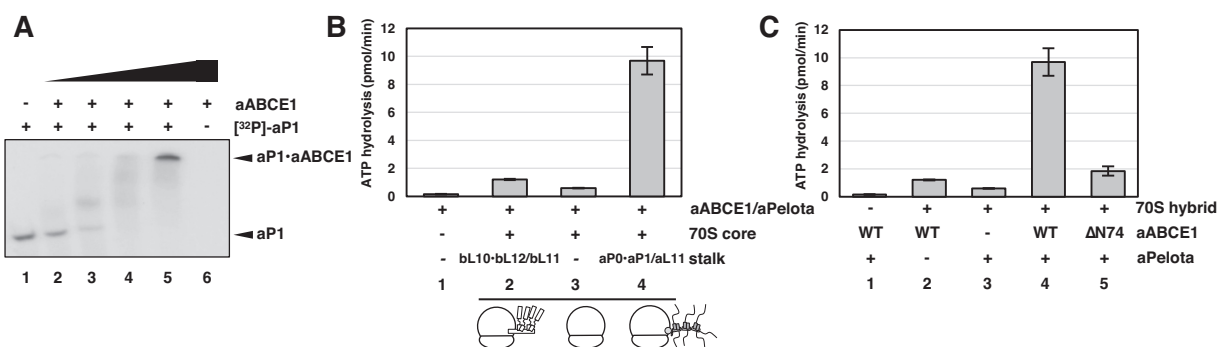 A
- + + + + + aABCE1
+ + + + + - [³²P]-aP1
aP1•aABCE1
aP1
1 2 3 4 5 6
B
ATP hydrolysis (pmol/min)
12
10
8
6
4
2
0
+ + + + aABCE1/aPelota
- + + + 70S core
- bL10•bL12/bL11 - aP0•aP1/aL11 stalk
1 2 3 4
C
ATP hydrolysis (pmol/min)
12
10
8
6
4
2
0
- + + + + 70S hybrid
WT WT - WT ΔN74 aABCE1
+ - + + + aPelota
1 2 3 4 5